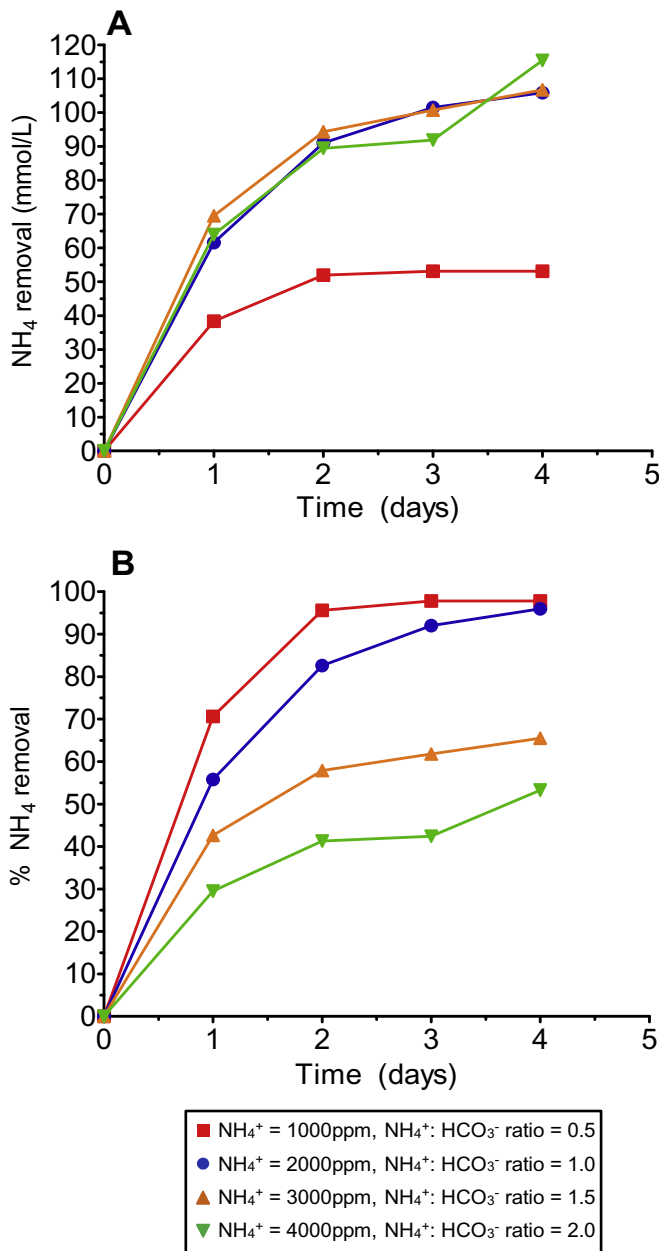 A
120
110
100
90
80
70
60
50
40
30
20
10
0
NH₄ removal (mmol/L)
0 1 2 3 4 5
Time (days)
B
100
90
80
70
60
50
40
30
20
10
0
% NH₄ removal
0 1 2 3 4 5
Time (days)
NH₄⁺ = 1000ppm, NH₄⁺: HCO₃⁻ ratio = 0.5
NH₄⁺ = 2000ppm, NH₄⁺: HCO₃⁻ ratio = 1.0
NH₄⁺ = 3000ppm, NH₄⁺: HCO₃⁻ ratio = 1.5
NH₄⁺ = 4000ppm, NH₄⁺: HCO₃⁻ ratio = 2.0